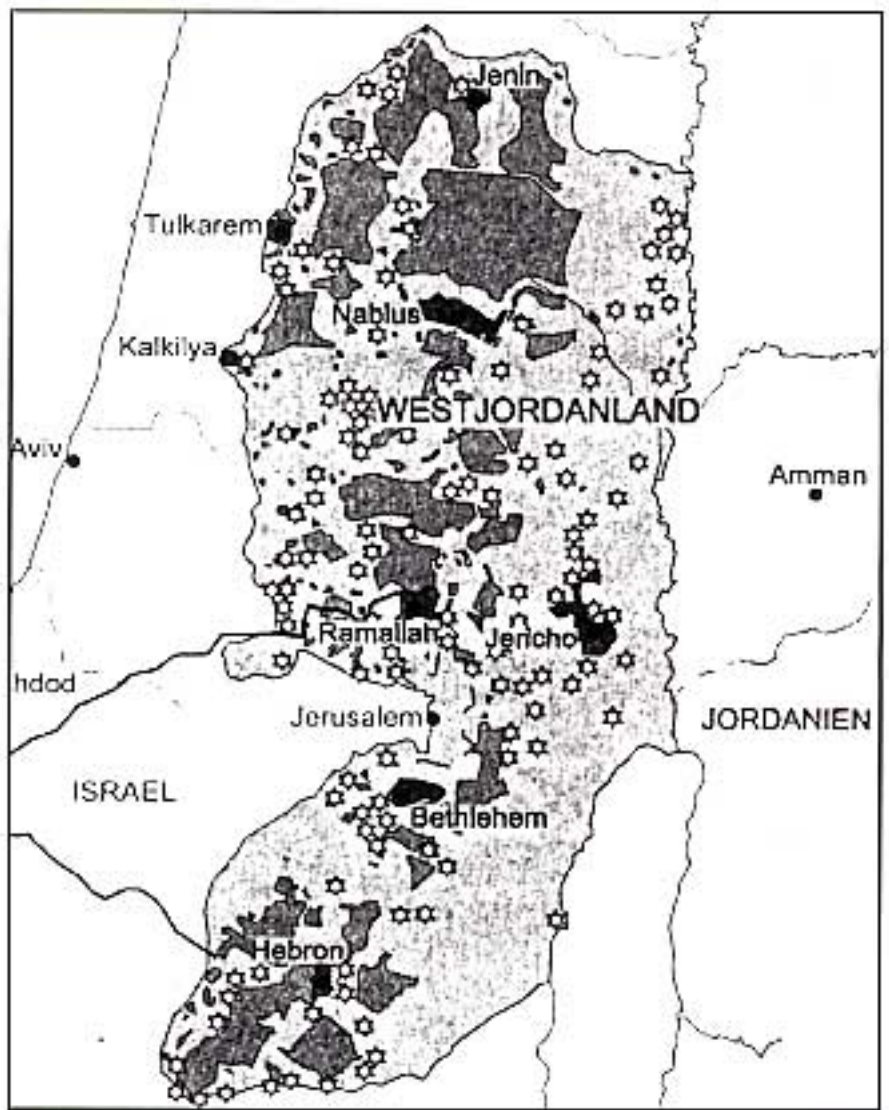 Jenin
Tulkarem
Nablus
Kalkilya
WESTJORDANLAND
Aviv
Amman
Ramallah
Jericho
hdod
Jerusalem
JORDANIEN
ISRAEL
Bethlehem
Hebron